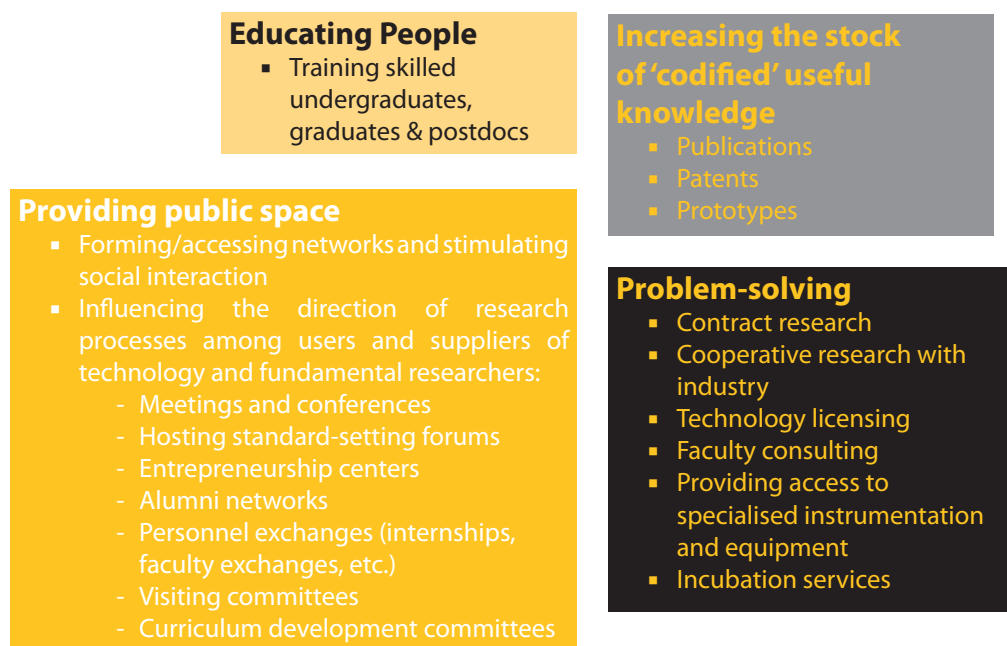 Educating People
▪ Training skilled
undergraduates,
graduates & postdocs
Increasing the stock
of ‘codified’ useful
knowledge
▪ Publications
▪ Patents
▪ Prototypes
Providing public space
▪ Forming/accessing networks and stimulating
social interaction
▪ Influencing the direction of research
processes among users and suppliers of
technology and fundamental researchers:
- Meetings and conferences
- Hosting standard-setting forums
- Entrepreneurship centers
- Alumni networks
- Personnel exchanges (internships,
faculty exchanges, etc.)
- Visiting committees
- Curriculum development committees
Problem-solving
▪ Contract research
▪ Cooperative research with
industry
▪ Technology licensing
▪ Faculty consulting
▪ Providing access to
specialised instrumentation
and equipment
▪ Incubation services